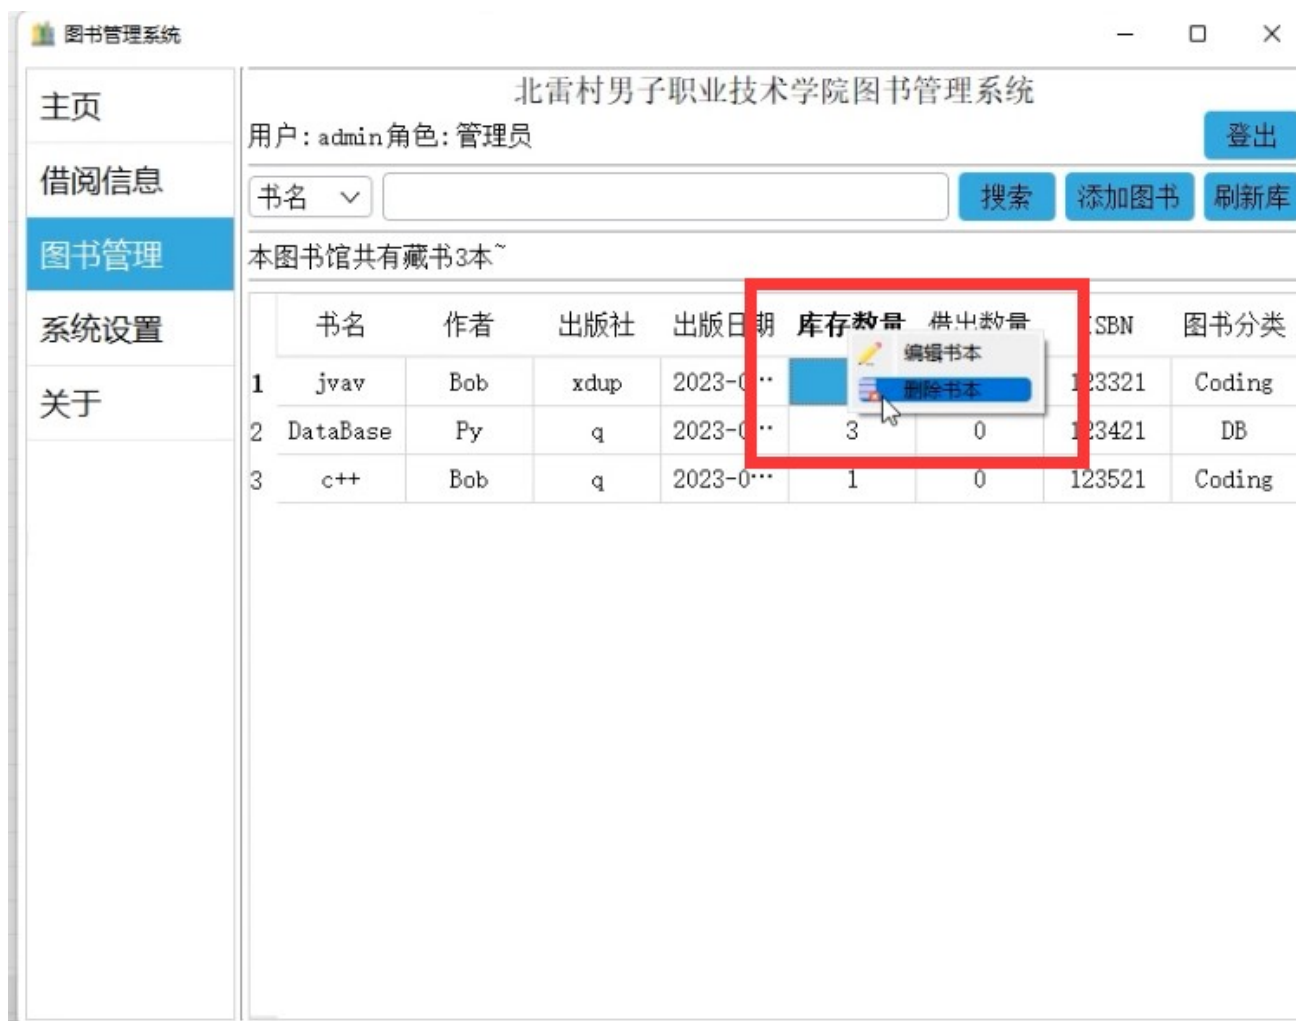 图书管理系统
北雷村男子职业技术学院图书管理系统
主页
用户:admin角色:管理员 登出
借阅信息
书名 搜索 添加图书 刷新库
图书管理
本图书馆共有藏书3本~
系统设置
书名 作者 出版社 出版日期 库存数量 借出数量 ISBN 图书分类
编辑书本
关于
1 jvav Bob xdup 2023-0… 123321 Coding
删除书本
2 DataBase Py q 2023-0… 3 0 123421 DB
3 c++ Bob q 2023-0… 1 0 123521 Coding